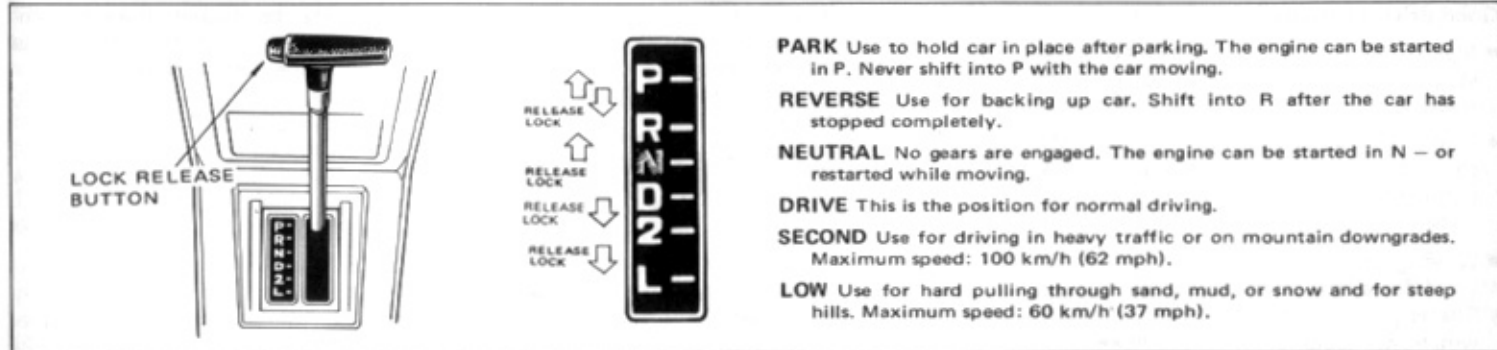 LOCK RELEASE
BUTTON
P
R
N
D
2
L
RELEASE
LOCK
RELEASE
LOCK
RELEASE
LOCK
RELEASE
LOCK
P
R
N
D
2
L
PARK Use to hold car in place after parking. The engine can be started
in P. Never shift into P with the car moving.
REVERSE Use for backing up car. Shift into R after the car has
stopped completely.
NEUTRAL No gears are engaged. The engine can be started in N – or
restarted while moving.
DRIVE This is the position for normal driving.
SECOND Use for driving in heavy traffic or on mountain downgrades.
Maximum speed: 100 km/h (62 mph).
LOW Use for hard pulling through sand, mud, or snow and for steep
hills. Maximum speed: 60 km/h (37 mph).